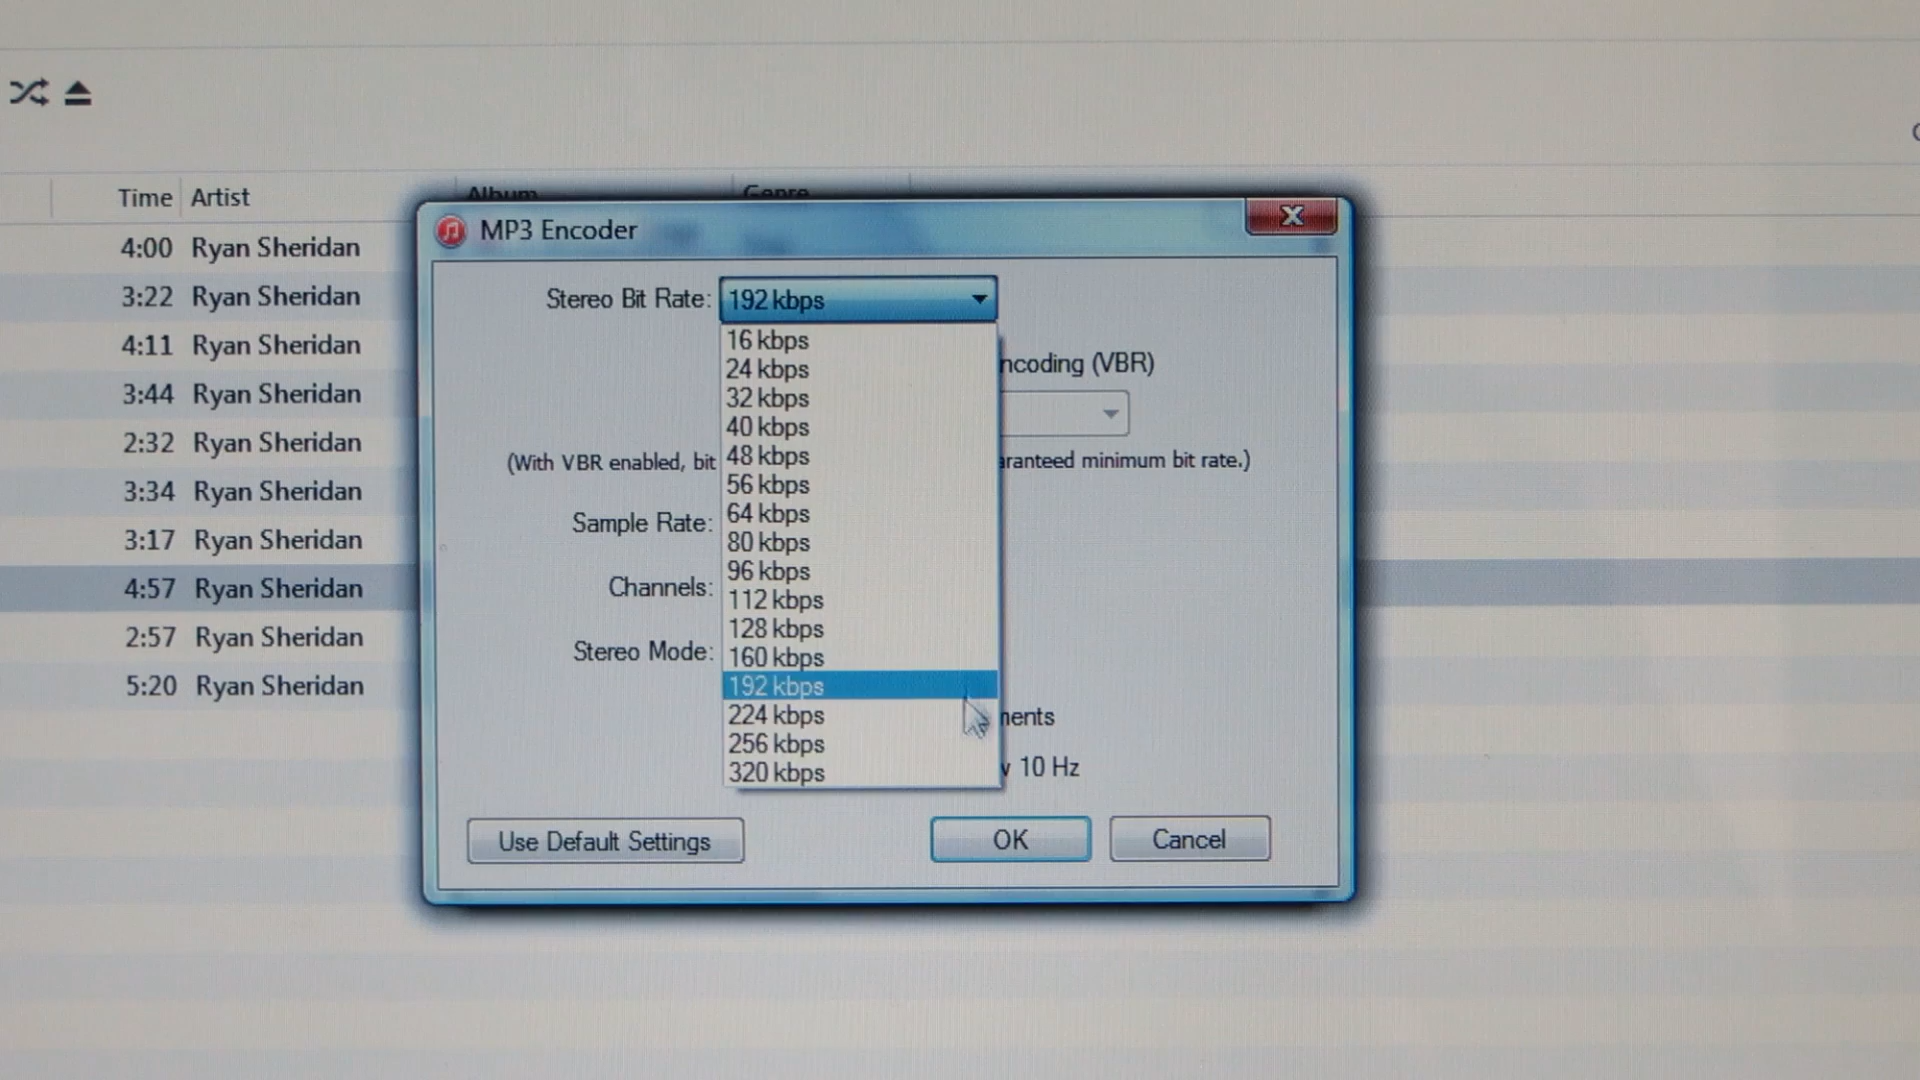 Time Artist Album Genre
4:00 Ryan Sheridan
3:22 Ryan Sheridan
4:11 Ryan Sheridan
3:44 Ryan Sheridan
2:32 Ryan Sheridan
3:34 Ryan Sheridan
3:17 Ryan Sheridan
4:57 Ryan Sheridan
2:57 Ryan Sheridan
5:20 Ryan Sheridan
MP3 Encoder
X
Stereo Bit Rate: 192 kbps
16 kbps
24 kbps
32 kbps
40 kbps
48 kbps
56 kbps
64 kbps
80 kbps
96 kbps
112 kbps
128 kbps
160 kbps
192 kbps
224 kbps
256 kbps
320 kbps
ncoding (VBR)
(With VBR enabled, bit
aranteed minimum bit rate.)
Sample Rate:
Channels:
Stereo Mode:
nents
10 Hz
Use Default Settings
OK
Cancel